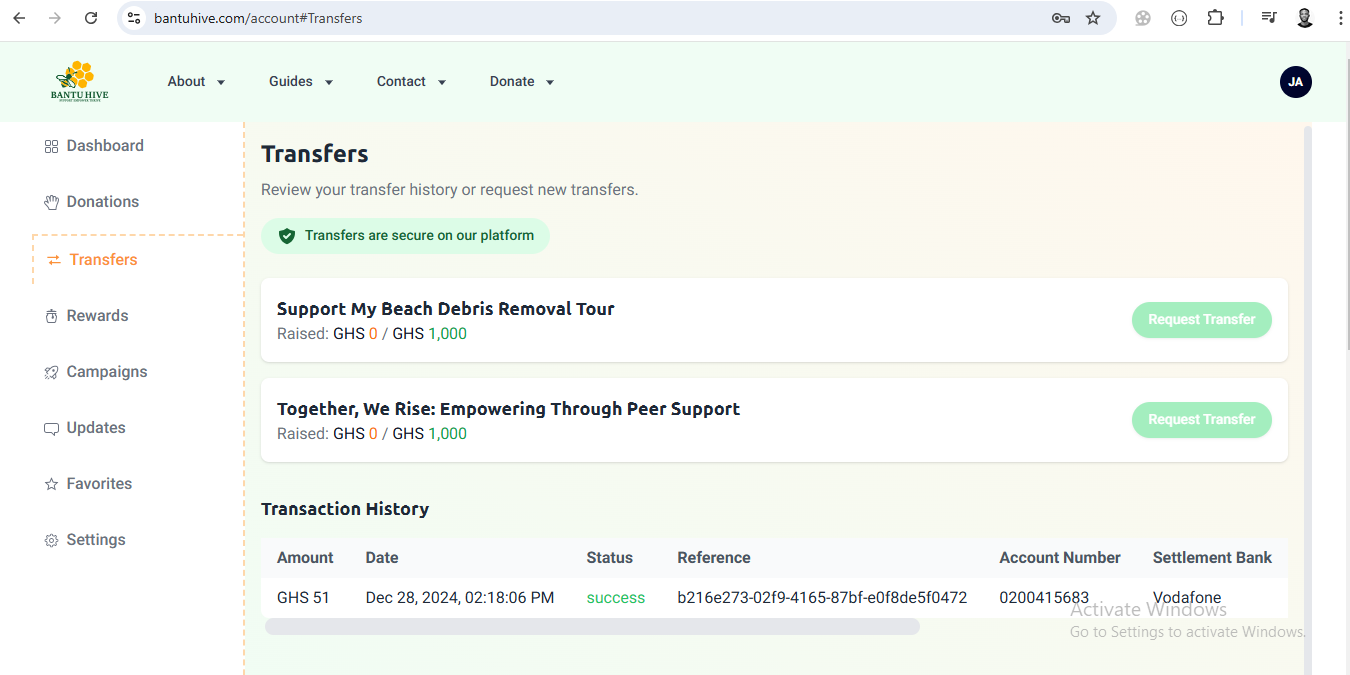 bantuhive.com/account#Transfers
BANTU HIVE
SUPPORT EMPOWER THRIVE
About
Guides
Contact
Donate
JA
Dashboard
Donations
Transfers
Rewards
Campaigns
Updates
Favorites
Settings
Transfers
Review your transfer history or request new transfers.
Transfers are secure on our platform
Support My Beach Debris Removal Tour
Raised: GHS 0 / GHS 1,000
Request Transfer
Together, We Rise: Empowering Through Peer Support
Raised: GHS 0 / GHS 1,000
Request Transfer
Transaction History
Amount Date Status Reference Account Number Settlement Bank
GHS 51 Dec 28, 2024, 02:18:06 PM success b216e273-02f9-4165-87bf-e0f8de5f0472 0200415683 Vodafone
Activate Windows
Go to Settings to activate Windows.